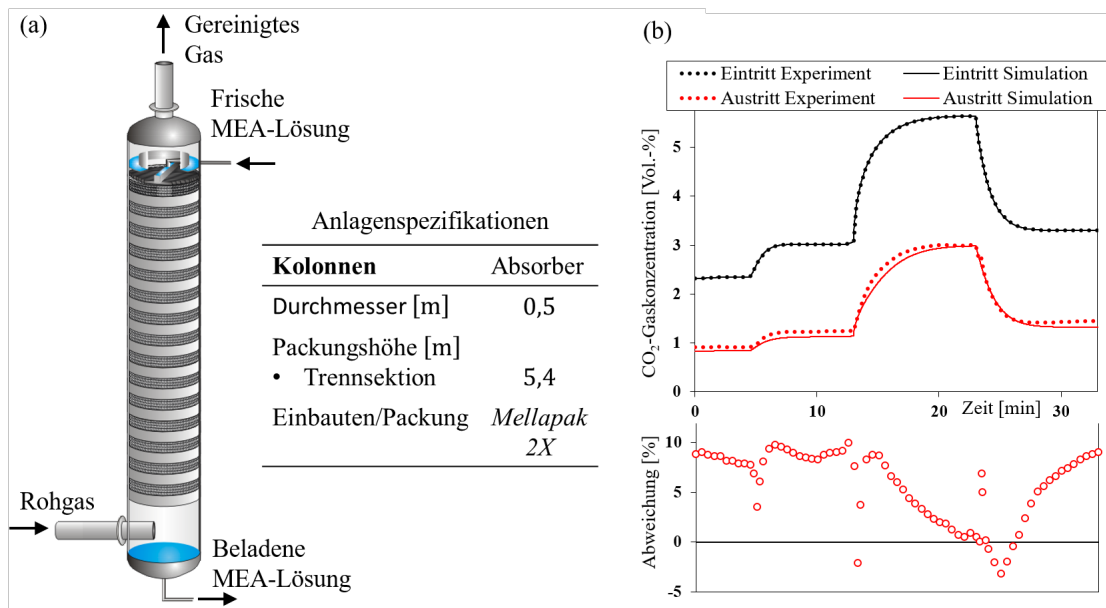 (a)
Gereinigtes
Gas
Frische
MEA-Lösung
Anlagenspezifikationen
Kolonnen Absorber
Durchmesser [m] 0,5
Packungshöhe [m]
• Trennsektion 5,4
Einbauten/Packung Mellapak
2X
Rohgas
Beladene
MEA-Lösung
(b)
Eintritt Experiment Eintritt Simulation
Austritt Experiment Austritt Simulation
CO₂-Gaskonzentration [Vol.-%]
5
4
3
2
1
0
0 10 20 30
Zeit [min]
Abweichung [%]
10
5
0
-5